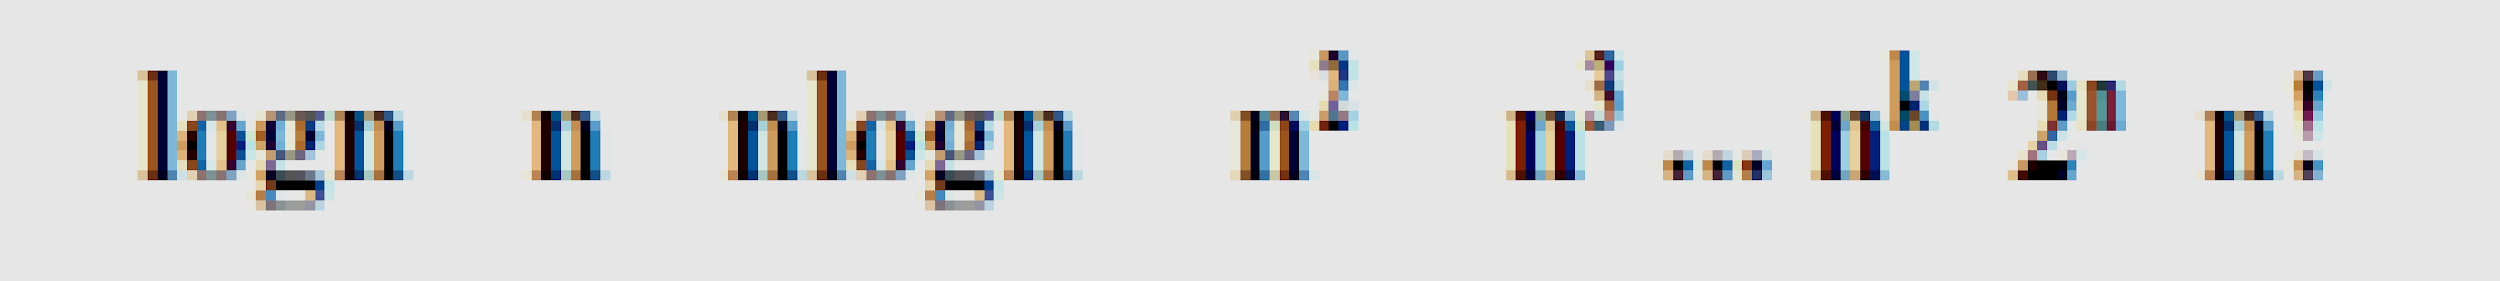 logn n nlogn n² n³ ... nᵏ 2ⁿ n!